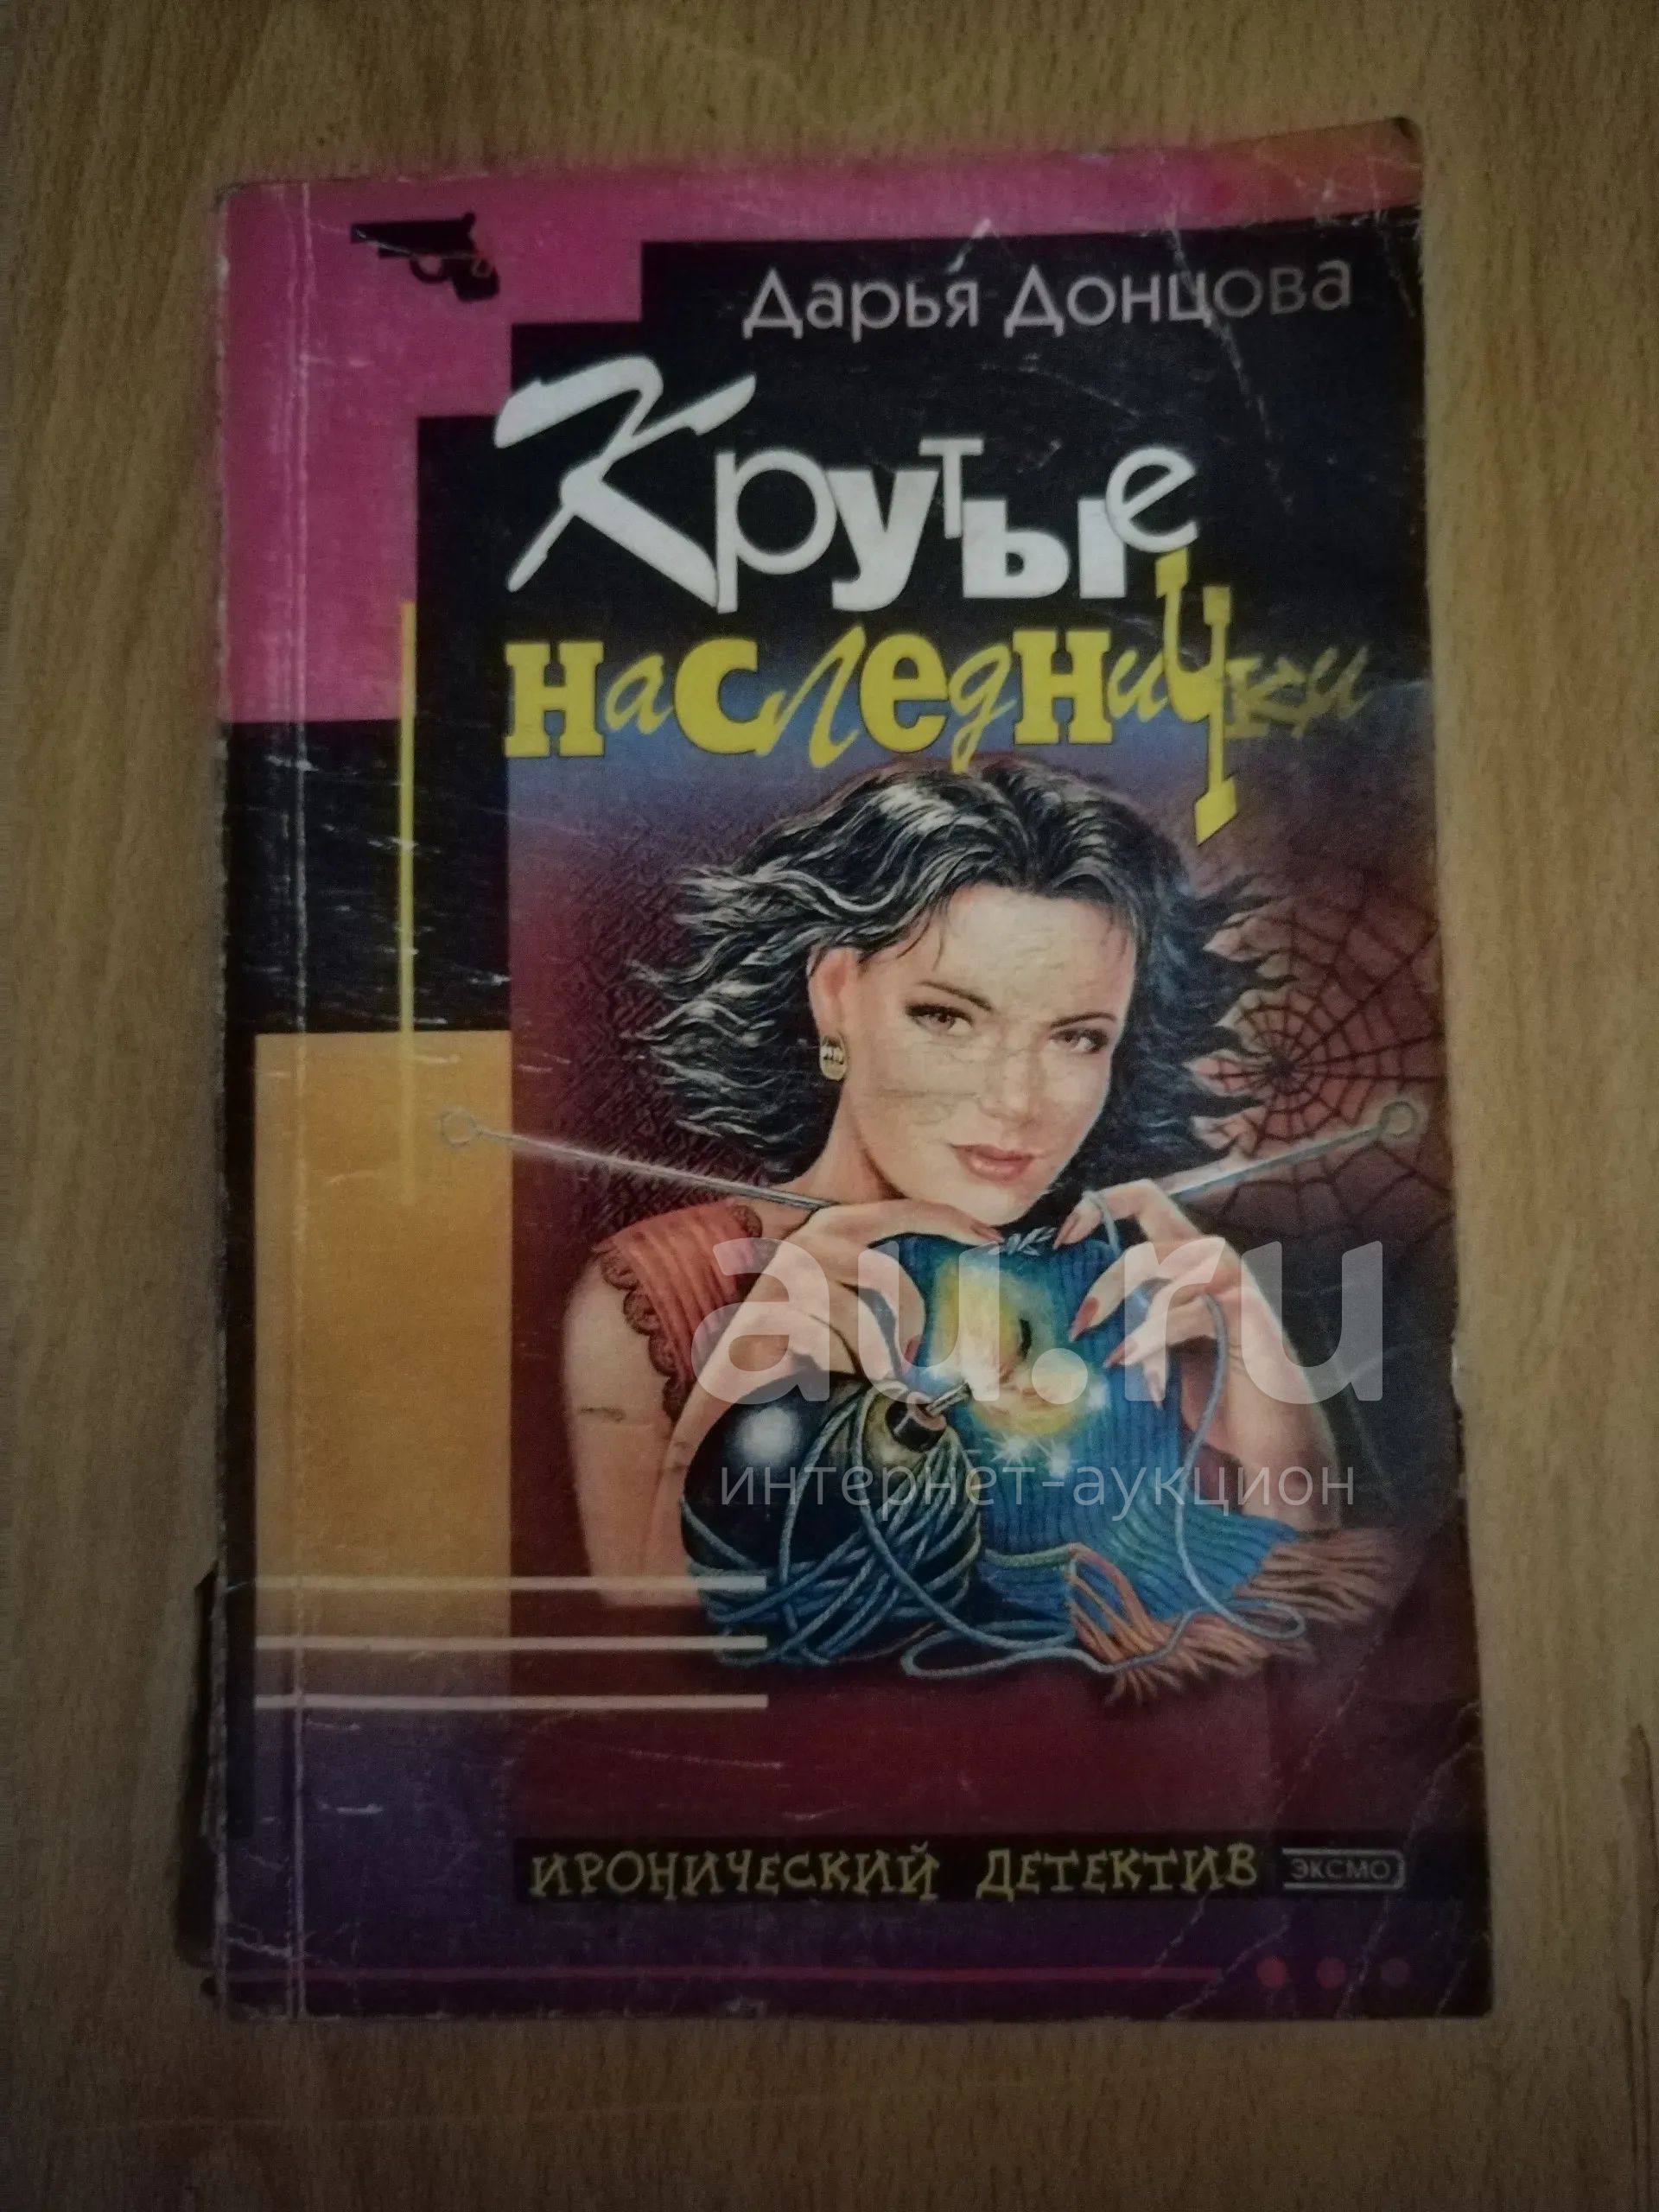 Дарья Донцова
Крутые
наследнички
au.ru
интернет-аукцион
ИРОНИЧЕСКИЙ ДЕТЕКТИВ ЭКСМО